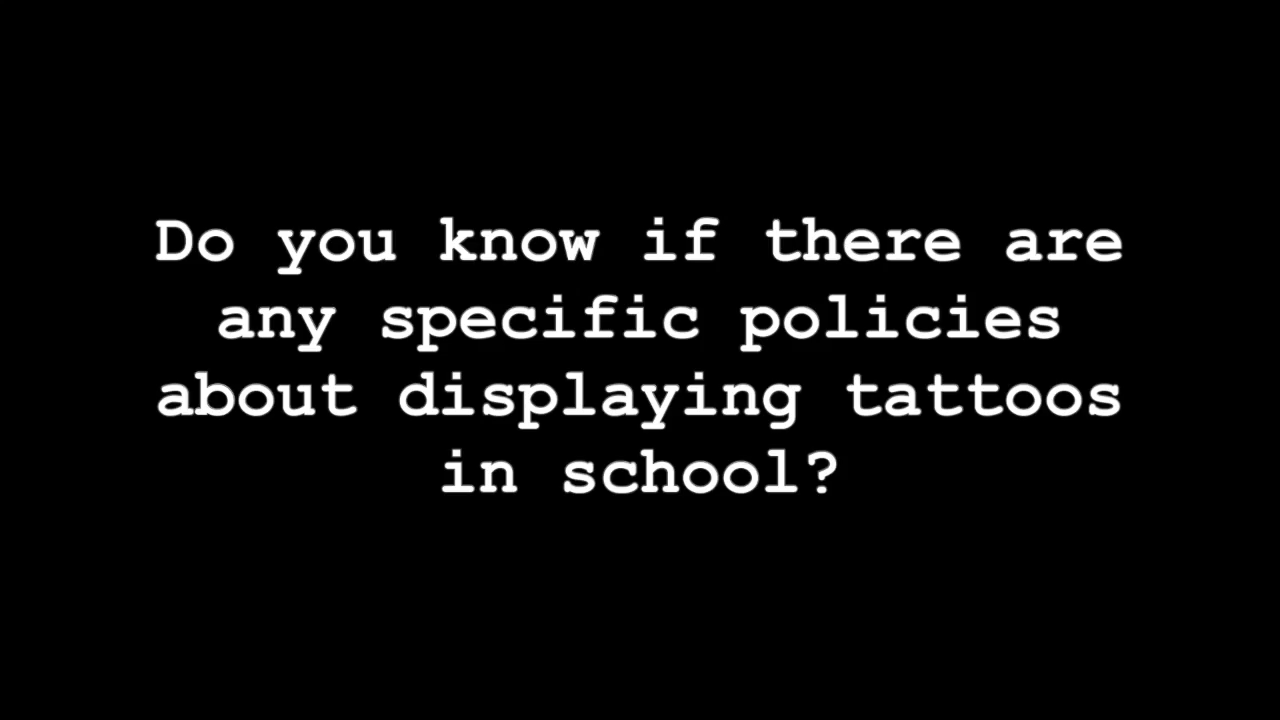 Do you know if there are
any specific policies
about displaying tattoos
in school?